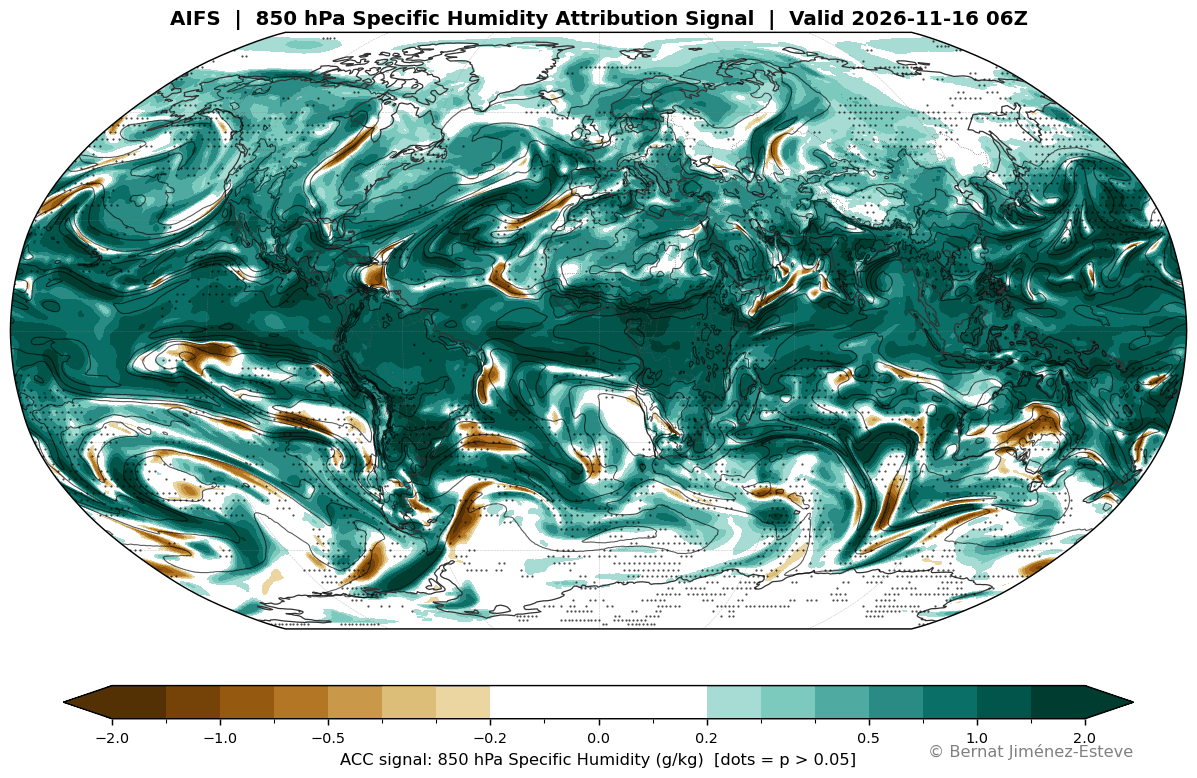 AIFS | 850 hPa Specific Humidity Attribution Signal | Valid 2026-11-16 06Z
−2.0 −1.0 −0.5 −0.2 0.0 0.2 0.5 1.0 2.0
ACC signal: 850 hPa Specific Humidity (g/kg) [dots = p > 0.05]
© Bernat Jiménez-Esteve